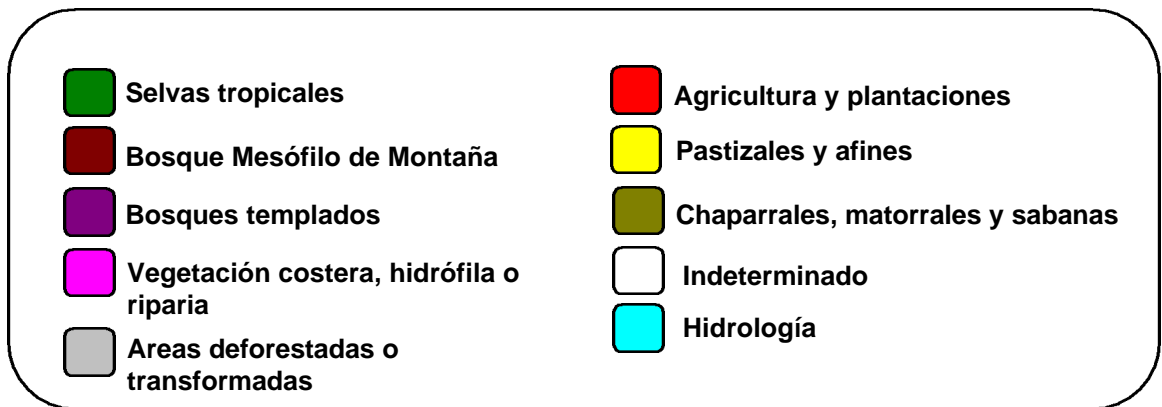 Selvas tropicales
Bosque Mesófilo de Montaña
Bosques templados
Vegetación costera, hidrófila o
riparia
Areas deforestadas o
transformadas
Agricultura y plantaciones
Pastizales y afines
Chaparrales, matorrales y sabanas
Indeterminado
Hidrología